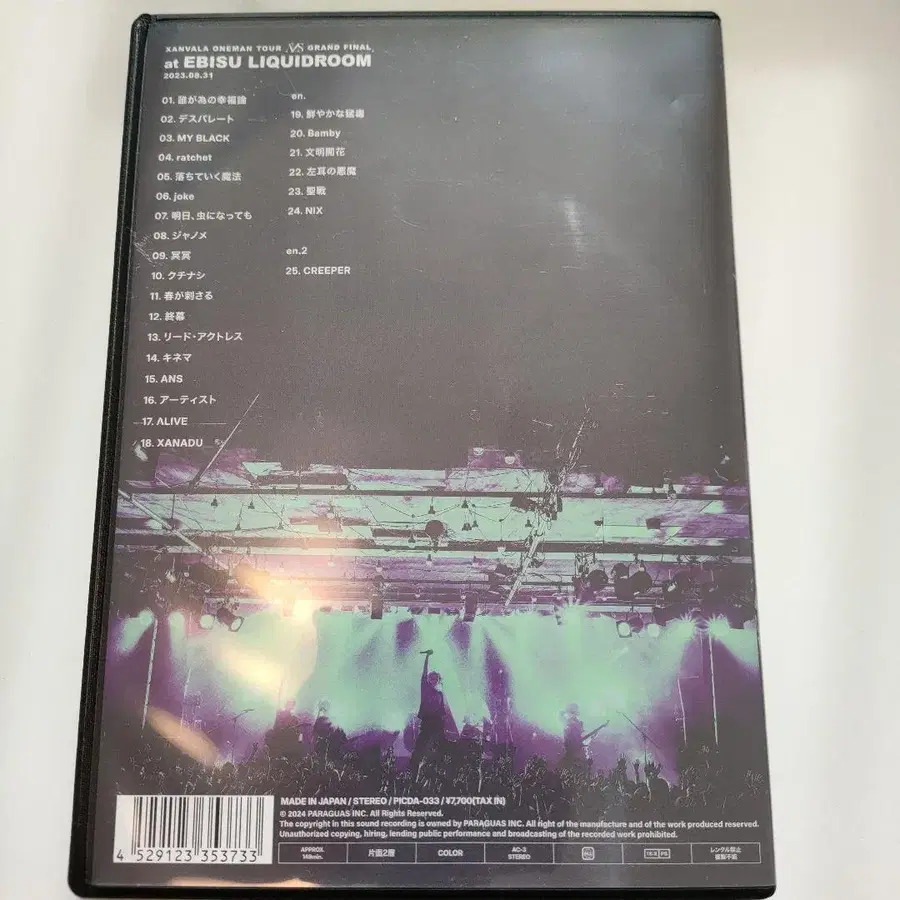 XANVALA ONEMAN TOUR VS GRAND FINAL
at EBISU LIQUIDROOM
2023.08.31
01. 誰が為の幸福論
02. デスパレート
03. MY BLACK
04. ratchet
05. 落ちていく魔法
06. joke
07. 明日、虫になっても
08. ジャノメ
09. 冥冥
10. クチナシ
11. 春が刺さる
12. 終幕
13. リード・アクトレス
14. キネマ
15. ANS
16. アーティスト
17. ALIVE
18. XANADU
en.
19. 鮮やかな猛毒
20. Bamby
21. 文明開花
22. 左耳の悪魔
23. 聖戦
24. NIX
en.2
25. CREEPER
MADE IN JAPAN / STEREO / PICDA-033 / ¥7,700(TAX IN)
© 2024 PARAGUAS INC. All Rights Reserved.
The copyright in this sound recording is owned by PARAGUAS INC. All right of the manufacture and of the work produced reserved.
Unauthorized copying, hiring, lending public performance and broadcasting of the recorded work prohibited.
4 529123 353733
APPROX.
片面2層
COLOR
AC-3
STEREO
16:9
レンタル禁止
複製不能